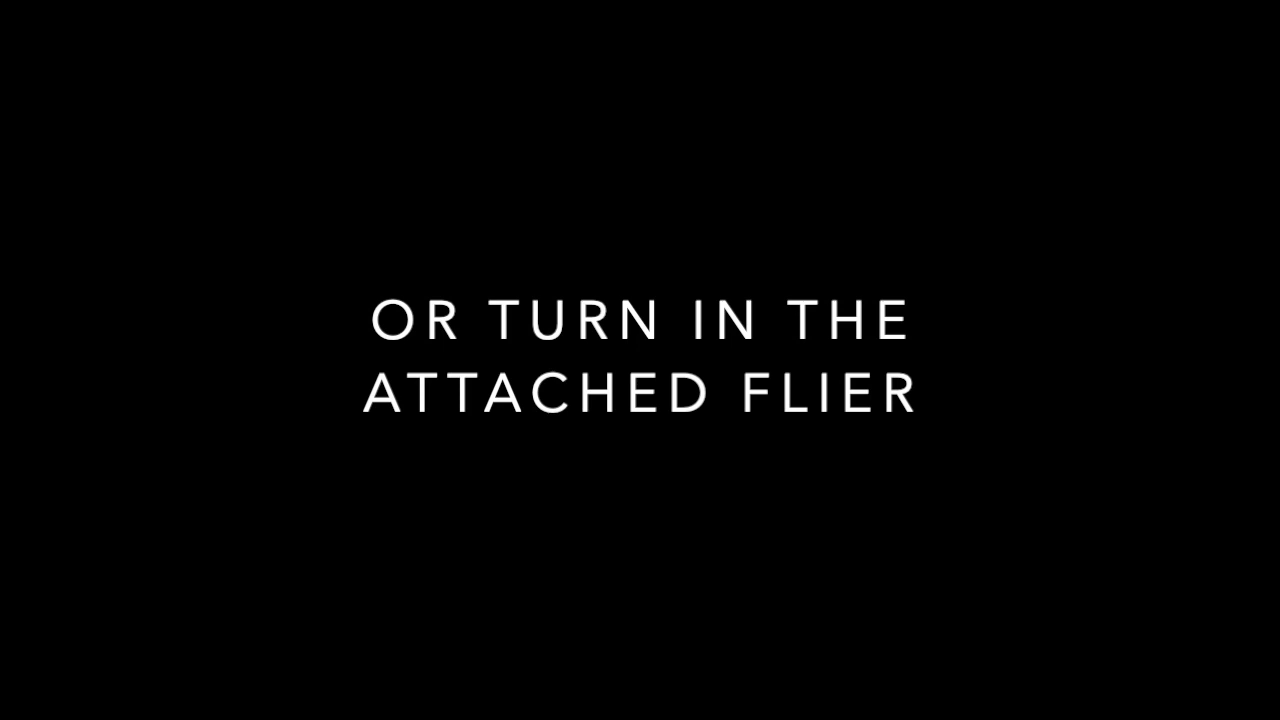 OR TURN IN THE
ATTACHED FLIER